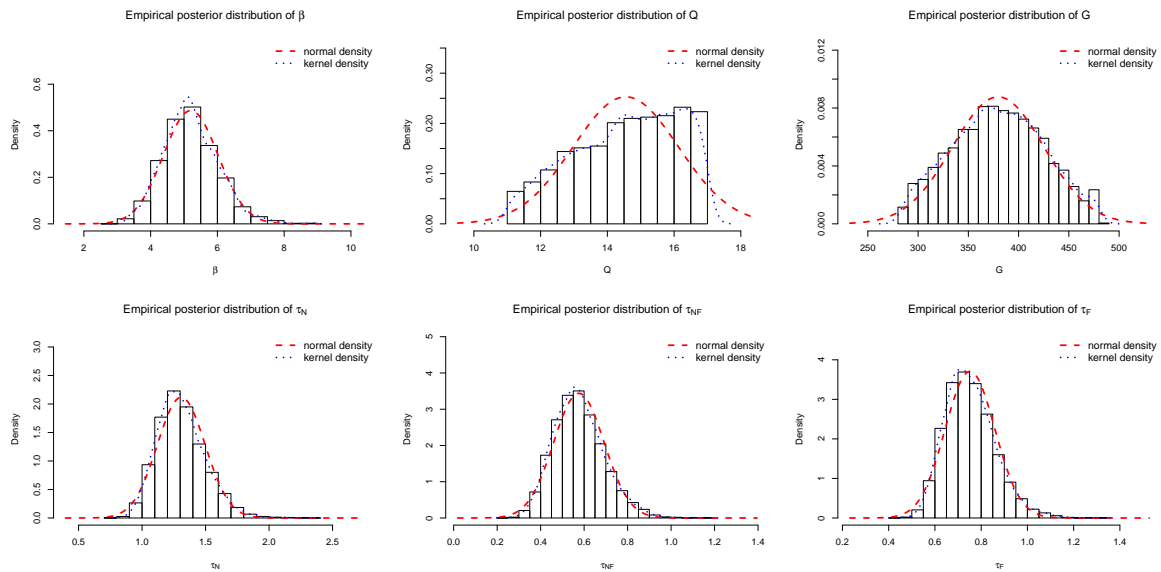 Empirical posterior distribution of β
normal density
kernel density
Density
0.0 0.2 0.4 0.6
2 4 6 8 10
β
Empirical posterior distribution of Q
normal density
kernel density
Density
0.00 0.10 0.20 0.30
10 12 14 16 18
Q
Empirical posterior distribution of G
normal density
kernel density
Density
0.000 0.004 0.008 0.012
250 300 350 400 450 500
G
Empirical posterior distribution of τN
normal density
kernel density
Density
0.0 0.5 1.0 1.5 2.0 2.5 3.0
0.5 1.0 1.5 2.0 2.5
τN
Empirical posterior distribution of τNF
normal density
kernel density
Density
0 1 2 3 4 5
0.0 0.2 0.4 0.6 0.8 1.0 1.2 1.4
τNF
Empirical posterior distribution of τF
normal density
kernel density
Density
0 1 2 3 4
0.2 0.4 0.6 0.8 1.0 1.2 1.4
τF